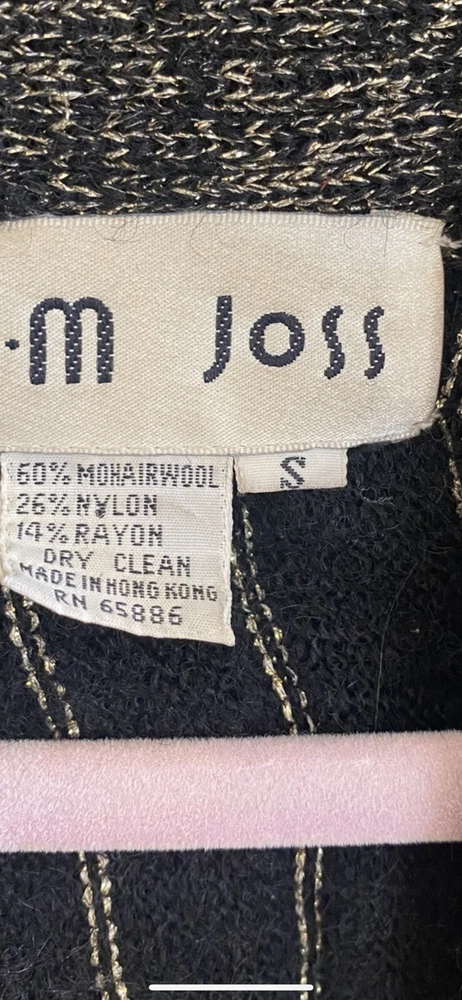 ·m Joss
S
60% MOHAIRWOOL
26% NYLON
14% RAYON
DRY CLEAN
MADE IN HONG KONG
RN 65886